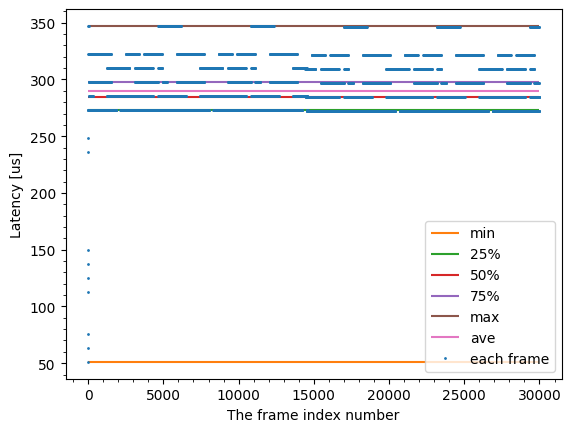 350
300
250
200
150
100
50
Latency [us]
0 5000 10000 15000 20000 25000 30000
The frame index number
min
25%
50%
75%
max
ave
each frame